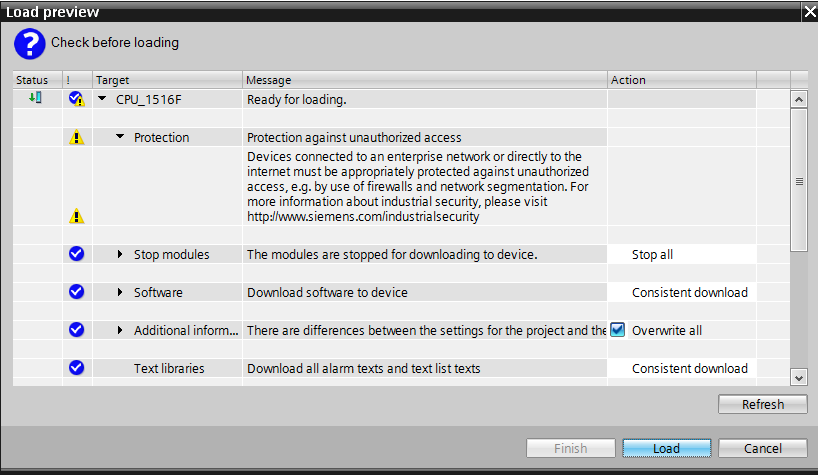 Load preview
Check before loading
Status ! Target Message Action
CPU_1516F Ready for loading.
Protection Protection against unauthorized access
Devices connected to an enterprise network or directly to the
internet must be appropriately protected against unauthorized
access, e.g. by use of firewalls and network segmentation. For
more information about industrial security, please visit
http://www.siemens.com/industrialsecurity
Stop modules The modules are stopped for downloading to device. Stop all
Software Download software to device Consistent download
Additional inform... There are differences between the settings for the project and the Overwrite all
Text libraries Download all alarm texts and text list texts Consistent download
Refresh
Finish Load Cancel